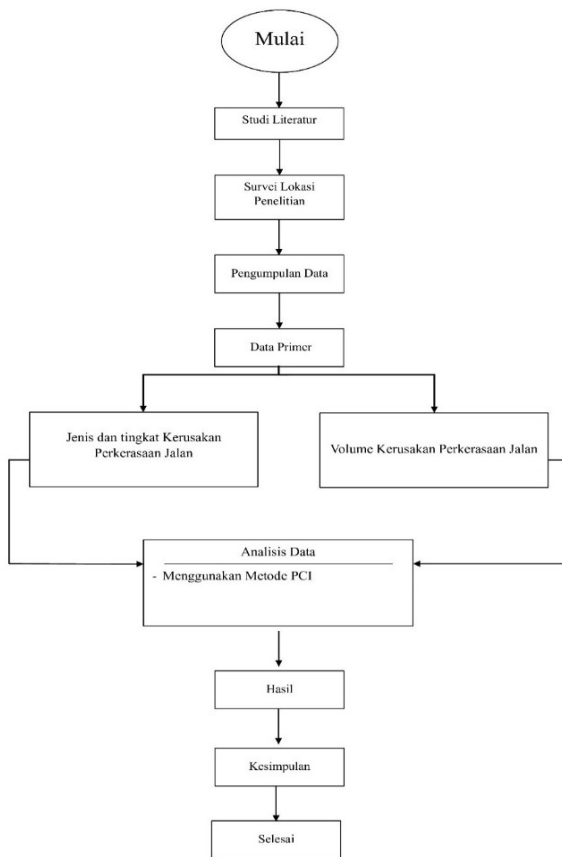 Mulai
Studi Literatur
Survei Lokasi
Penelitian
Pengumpulan Data
Data Primer
Jenis dan tingkat Kerusakan
Perkerasaan Jalan
Volume Kerusakan Perkerasaan Jalan
Analisis Data
- Menggunakan Metode PCI
Hasil
Kesimpulan
Selesai